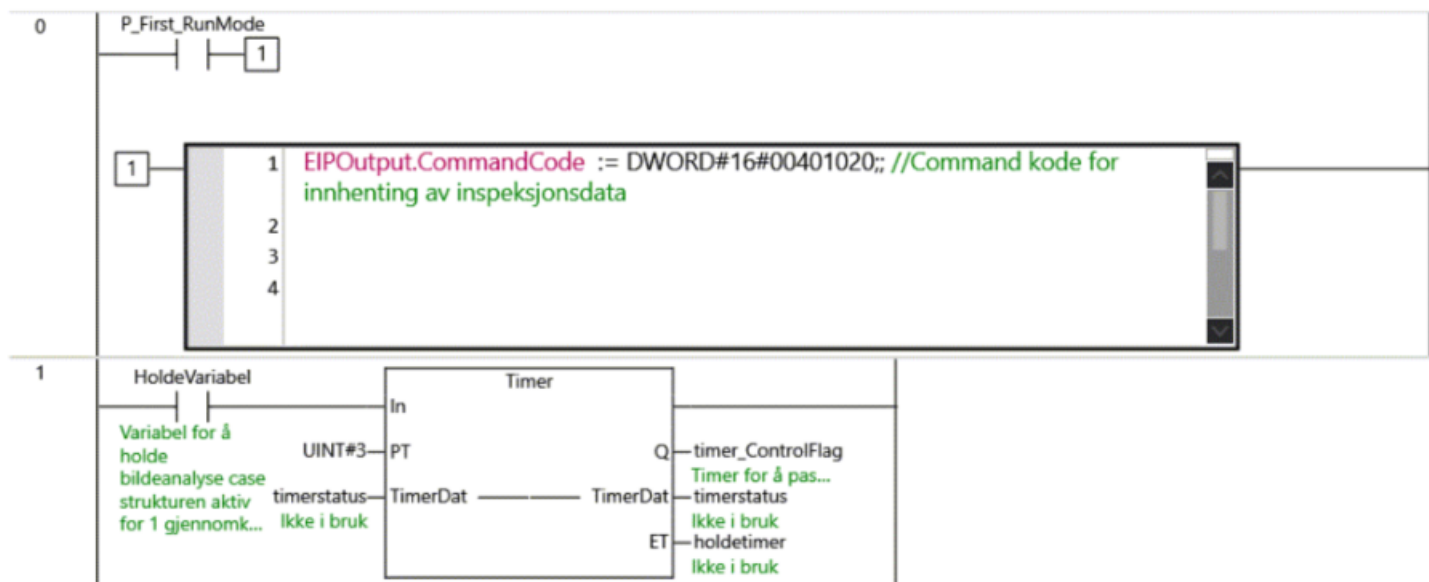 0
P_First_RunMode
1
1
1 EIPOutput.CommandCode := DWORD#16#00401020;; //Command kode for
innhenting av inspeksjonsdata
2
3
4
1
HoldeVariabel
Timer
In
Variabel for å
holde
bildeanalyse case
strukturen aktiv
for 1 gjennomk...
UINT#3
PT
Q
timer_ControlFlag
Timer for å pas...
timerstatus
TimerDat
TimerDat
timerstatus
Ikke i bruk
Ikke i bruk
ET
holdetimer
Ikke i bruk